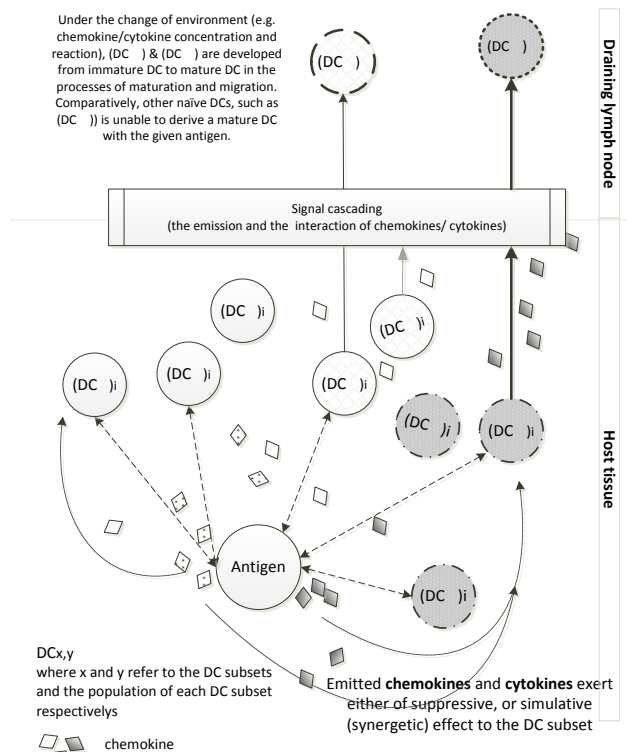 Under the change of environment (e.g.
chemokine/cytokine concentration and
reaction), (DC ) & (DC ) are developed
from immature DC to mature DC in the
processes of maturation and migration.
Comparatively, other naïve DCs, such as
(DC )) is unable to derive a mature DC
with the given antigen.
(DC )
(DC )
Draining lymph node
Signal cascading
(the emission and the interaction of chemokines/ cytokines)
(DC )i
(DC )i
(DC )i
(DC )i
(DC )i
(DC )i
(DC )i
Host tissue
Antigen
(DC )i
DCx,y
where x and y refer to the DC subsets
and the population of each DC subset
respectivelys
Emitted chemokines and cytokines exert
either of suppressive, or simulative
(synergetic) effect to the DC subset
chemokine